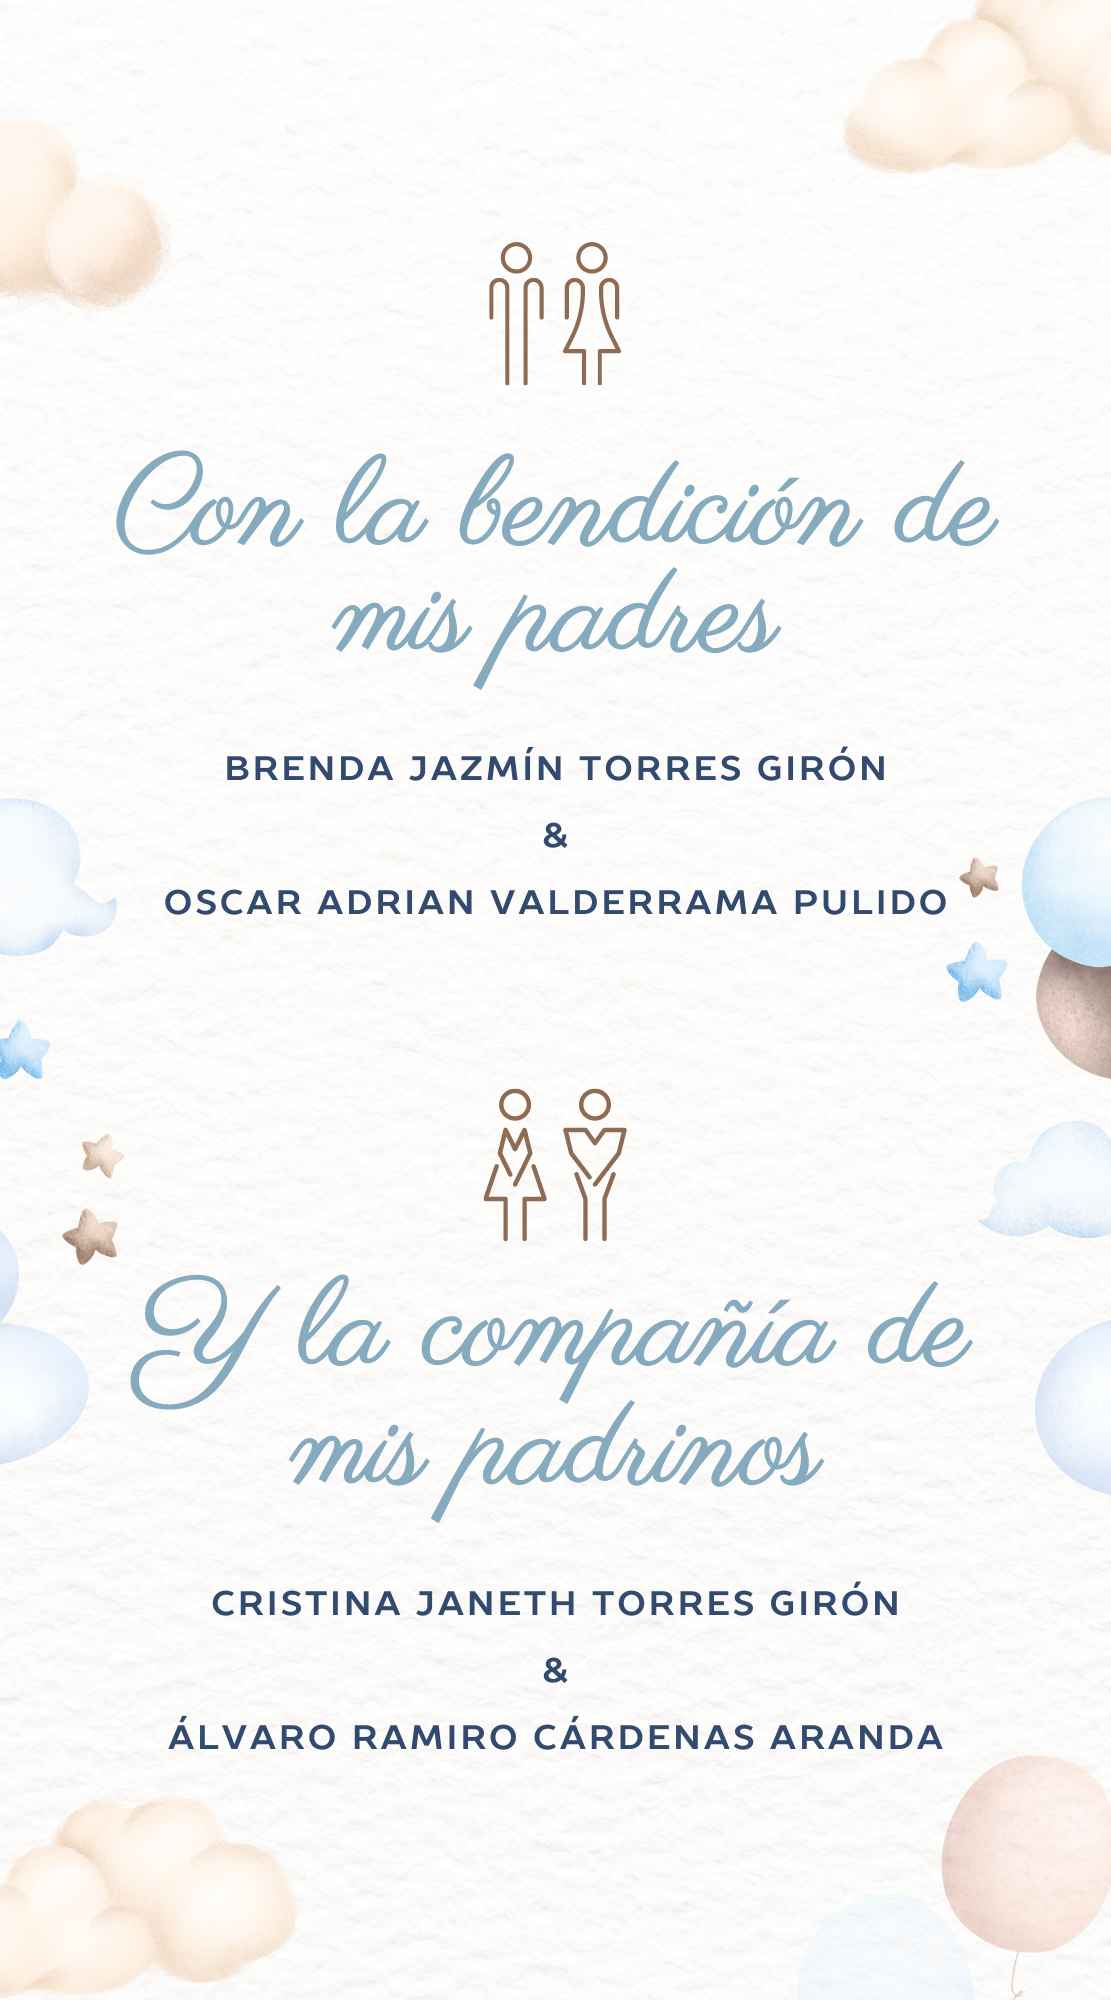 Con la bendición de
mis padres
BRENDA JAZMÍN TORRES GIRÓN
&
OSCAR ADRIAN VALDERRAMA PULIDO
Y la compañía de
mis padrinos
CRISTINA JANETH TORRES GIRÓN
&
ÁLVARO RAMIRO CÁRDENAS ARANDA